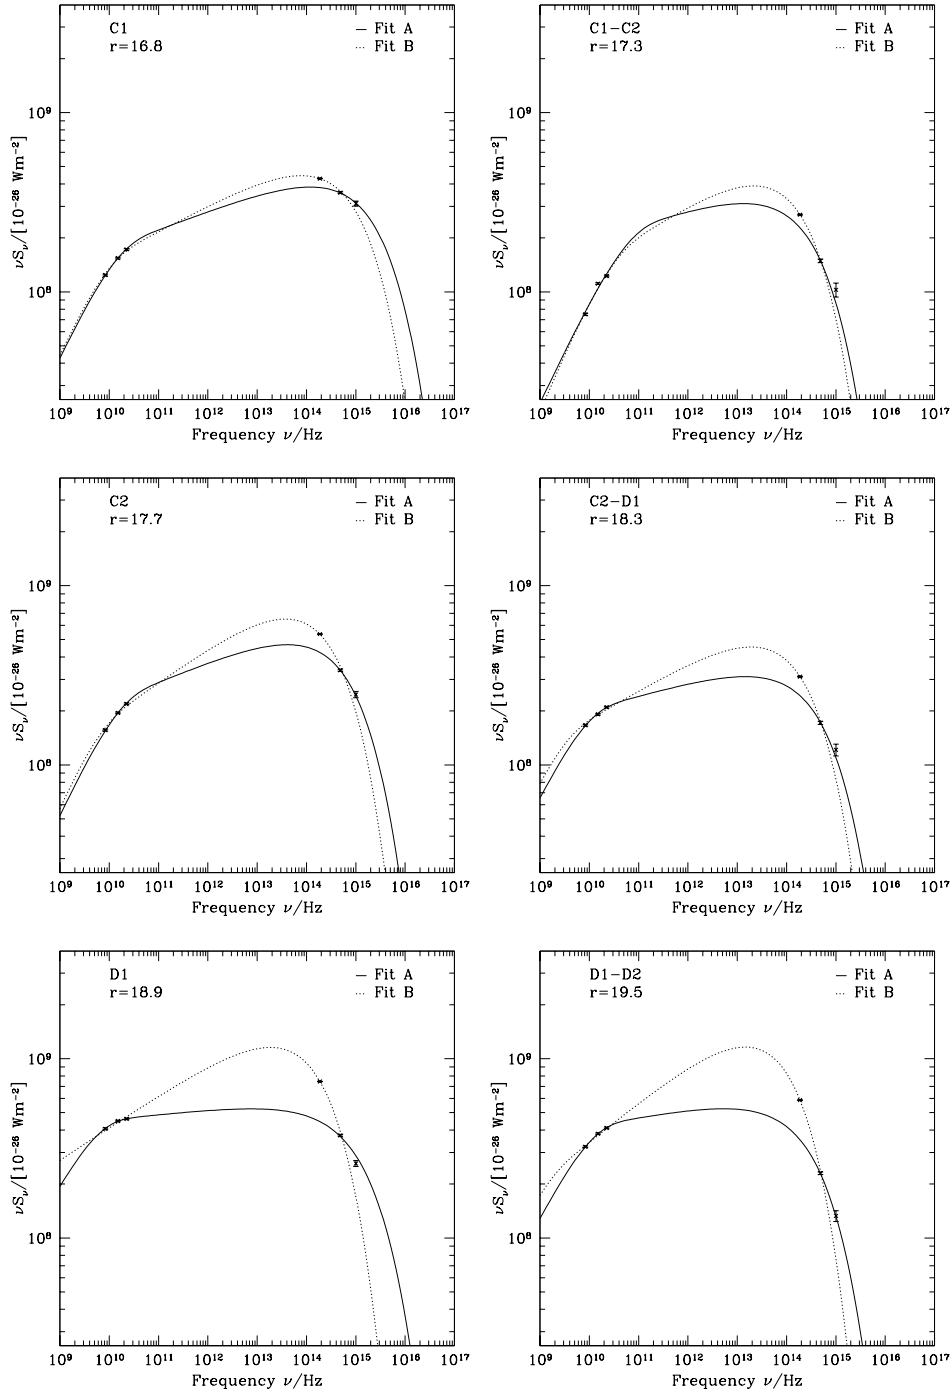 C1
r=16.8
— Fit A
··· Fit B
νSν/[10⁻²⁶ Wm⁻²]
10⁹
10⁸
10⁹ 10¹⁰ 10¹¹ 10¹² 10¹³ 10¹⁴ 10¹⁵ 10¹⁶ 10¹⁷
Frequency ν/Hz
C1−C2
r=17.3
— Fit A
··· Fit B
νSν/[10⁻²⁶ Wm⁻²]
10⁹
10⁸
10⁹ 10¹⁰ 10¹¹ 10¹² 10¹³ 10¹⁴ 10¹⁵ 10¹⁶ 10¹⁷
Frequency ν/Hz
C2
r=17.7
— Fit A
··· Fit B
νSν/[10⁻²⁶ Wm⁻²]
10⁹
10⁸
10⁹ 10¹⁰ 10¹¹ 10¹² 10¹³ 10¹⁴ 10¹⁵ 10¹⁶ 10¹⁷
Frequency ν/Hz
C2−D1
r=18.3
— Fit A
··· Fit B
νSν/[10⁻²⁶ Wm⁻²]
10⁹
10⁸
10⁹ 10¹⁰ 10¹¹ 10¹² 10¹³ 10¹⁴ 10¹⁵ 10¹⁶ 10¹⁷
Frequency ν/Hz
D1
r=18.9
— Fit A
··· Fit B
νSν/[10⁻²⁶ Wm⁻²]
10⁹
10⁸
10⁹ 10¹⁰ 10¹¹ 10¹² 10¹³ 10¹⁴ 10¹⁵ 10¹⁶ 10¹⁷
Frequency ν/Hz
D1−D2
r=19.5
— Fit A
··· Fit B
νSν/[10⁻²⁶ Wm⁻²]
10⁹
10⁸
10⁹ 10¹⁰ 10¹¹ 10¹² 10¹³ 10¹⁴ 10¹⁵ 10¹⁶ 10¹⁷
Frequency ν/Hz